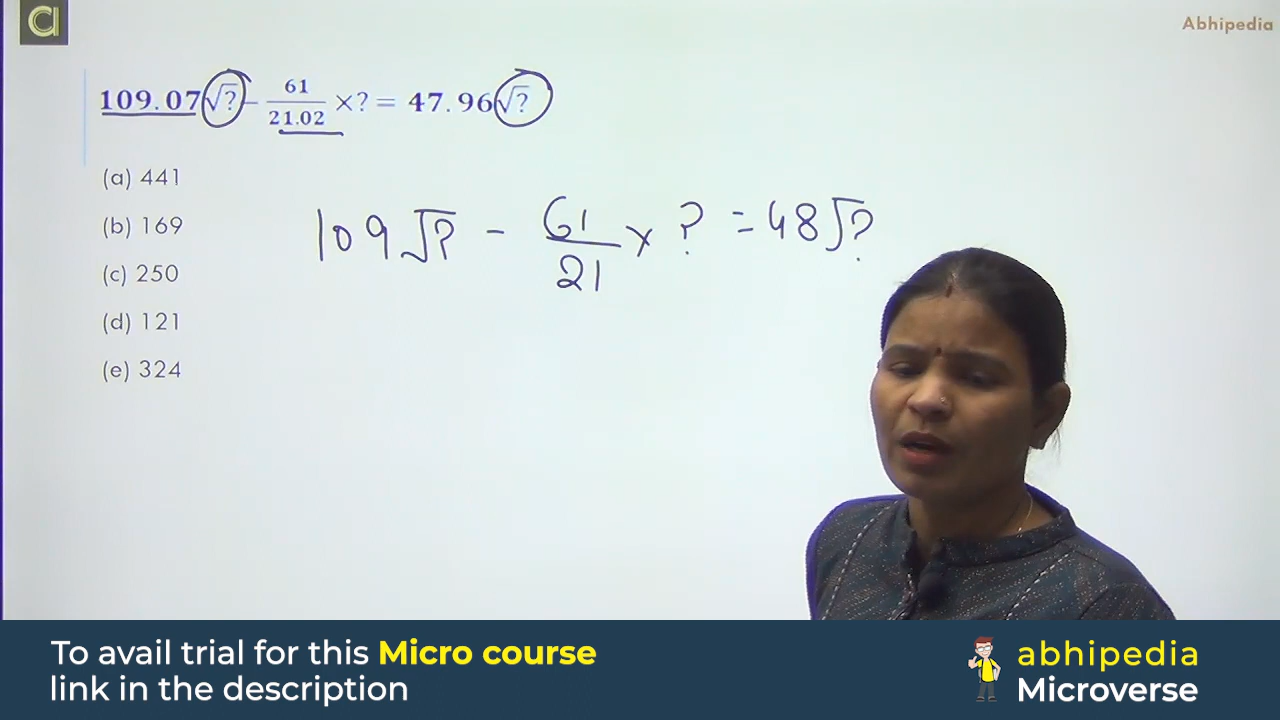 Abhipedia
109.07√? − 61/21.02 ×? = 47.96√?
(a) 441
(b) 169
(c) 250
(d) 121
(e) 324
109√? − 61/21 × ? = 48√?
To avail trial for this Micro course
link in the description
abhipedia
Microverse